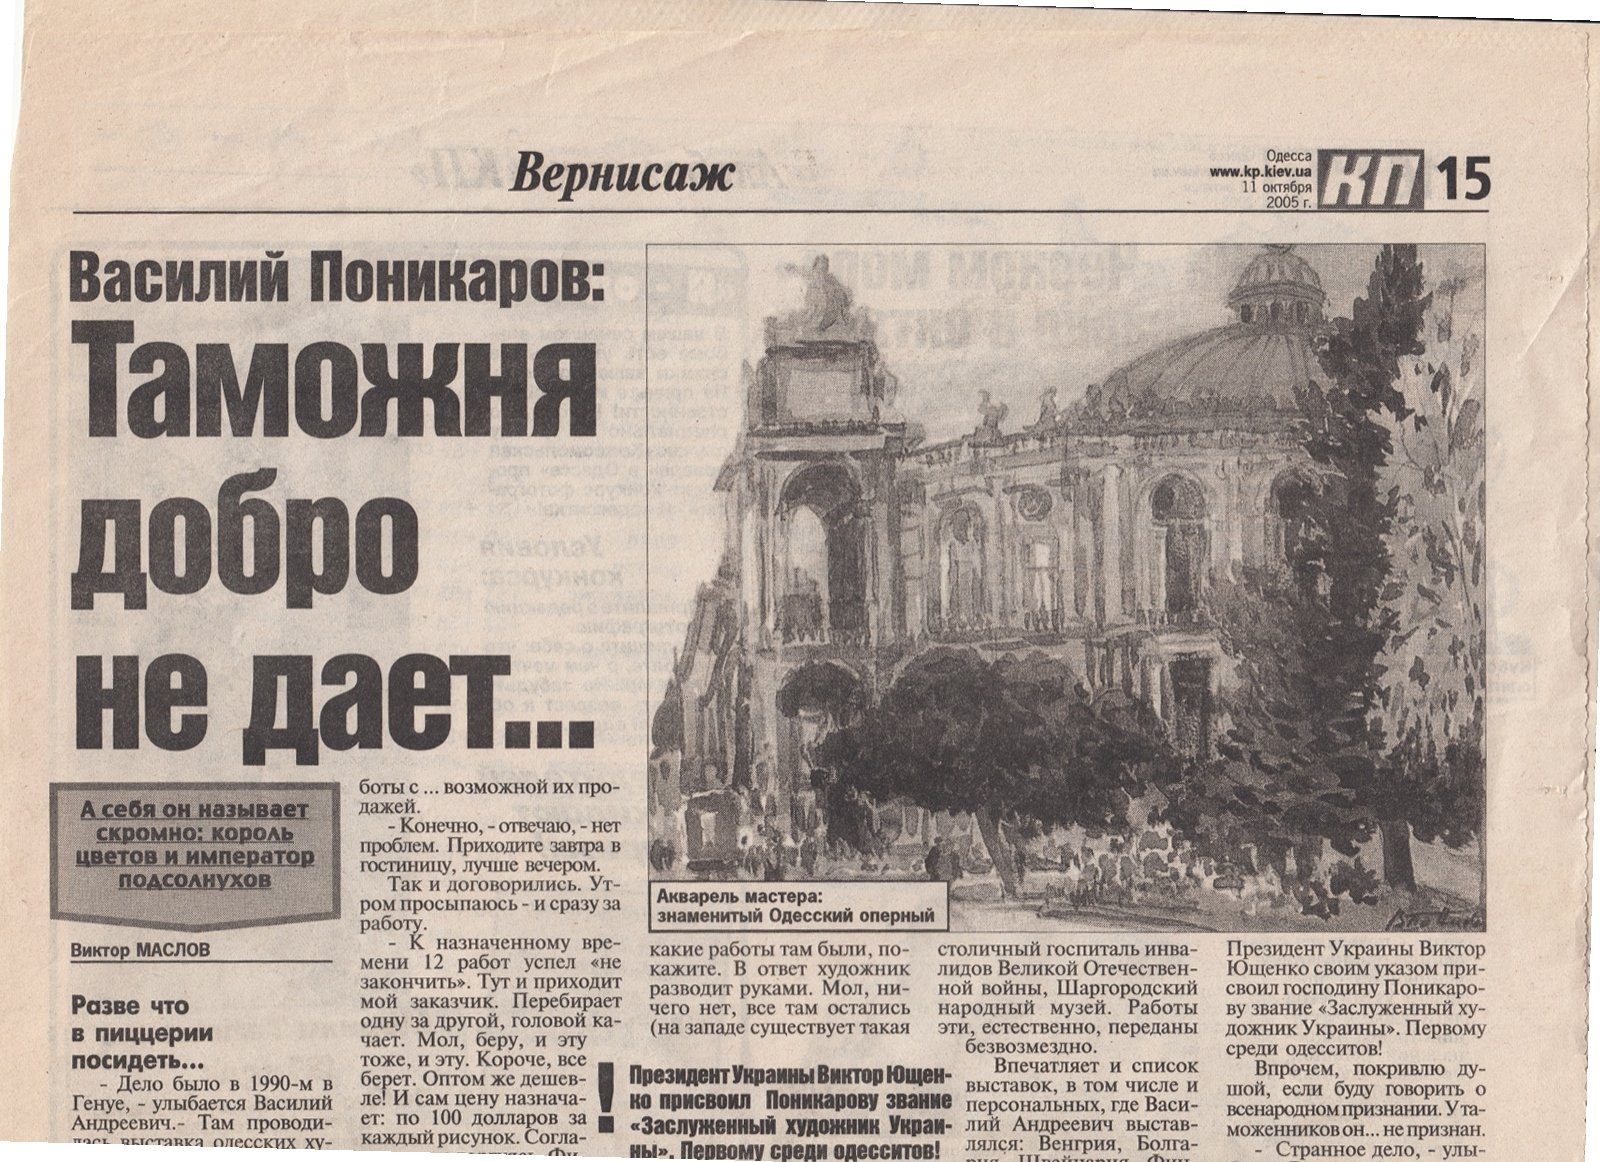 Вернисаж
Одесса
www.kp.kiev.ua
11 октября
2005 г.
КП
15
Василий Поникаров:
Таможня
добро
не дает...
А себя он называет
скромно: король
цветов и император
подсолнухов
Виктор МАСЛОВ
Разве что
в пиццерии
посидеть...
- Дело было в 1990-м в
Генуе, - улыбается Василий
Андреевич.- Там проводи-
лась выставка одесских ху-
боты с ... возможной их про-
дажей.
- Конечно, - отвечаю, - нет
проблем. Приходите завтра в
гостиницу, лучше вечером.
Так и договорились. Ут-
ром просыпаюсь - и сразу за
работу.
- К назначенному вре-
мени 12 работ успел «не
закончить». Тут и приходит
мой заказчик. Перебирает
одну за другой, головой ка-
чает. Мол, беру, и эту
тоже, и эту. Короче, все
берет. Оптом же дешев-
ле! И сам цену назнача-
ет: по 100 долларов за
каждый рисунок. Согла-
Акварель мастера:
знаменитый Одесский оперный
какие работы там были, по-
кажите. В ответ художник
разводит руками. Мол, ни-
чего нет, все там остались
(на западе существует такая
!
Президент Украины Виктор Ющен-
ко присвоил Поникарову звание
«Заслуженный художник Украи-
ны». Первому среди одесситов!
столичный госпиталь инва-
лидов Великой Отечествен-
ной войны, Шаргородский
народный музей. Работы
эти, естественно, переданы
безвозмездно.
Впечатляет и список
выставок, в том числе и
персональных, где Васи-
лий Андреевич выстав-
лялся: Венгрия, Болга-
рия, Швейцария, Фин-
Президент Украины Виктор
Ющенко своим указом при-
своил господину Поникаро-
ву звание «Заслуженный ху-
дожник Украины». Первому
среди одесситов!
Впрочем, покривлю ду-
шой, если буду говорить о
всенародном признании. У та-
моженников он... не признан.
- Странное дело, - улы-